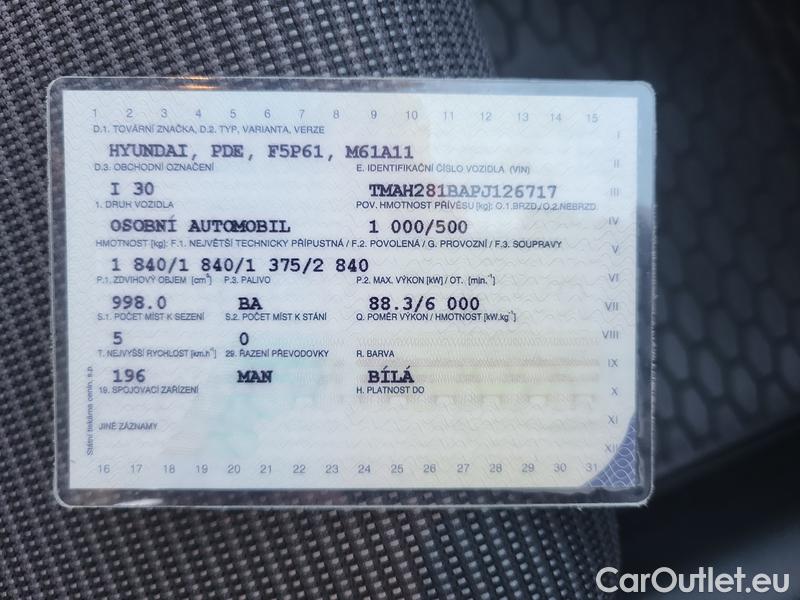 1 2 3 4 5 6 7 8 9 10 11 12 13 14 15
D.1. TOVÁRNÍ ZNAČKA, D.2. TYP, VARIANTA, VERZE
I
HYUNDAI, PDE, F5P61, M61A11
D.3. OBCHODNÍ OZNAČENÍ E. IDENTIFIKAČNÍ ČÍSLO VOZIDLA (VIN)
II
I 30 TMAH281BAPJ126717
III
1. DRUH VOZIDLA POV. HMOTNOST PŘÍVĚSU [kg]: O.1.BRZD./O.2.NEBRZD.
OSOBNÍ AUTOMOBIL 1 000/500
IV
HMOTNOST [kg]: F.1. NEJVĚTŠÍ TECHNICKY PŘÍPUSTNÁ / F.2. POVOLENÁ / G. PROVOZNÍ / F.3. SOUPRAVY
V
1 840/1 840/1 375/2 840
P.1. ZDVIHOVÝ OBJEM [cm³] P.3. PALIVO P.2. MAX. VÝKON [kW] / OT. [min.⁻¹]
VI
998.0 BA 88.3/6 000
VII
S.1. POČET MÍST K SEZENÍ S.2. POČET MÍST K STÁNÍ Q. POMĚR VÝKON / HMOTNOST [kW.kg⁻¹]
5 0
VIII
T. NEJVYŠŠÍ RYCHLOST [km.h⁻¹] 29. ŘAZENÍ PŘEVODOVKY R. BARVA
IX
196 MAN BÍLÁ
19. SPOJOVACÍ ZAŘÍZENÍ H. PLATNOST DO
X
JINÉ ZÁZNAMY
XI
XII
16 17 18 19 20 21 22 23 24 25 26 27 28 29 30 31
Státní tiskárna cenin, s.p.
CarOutlet.eu